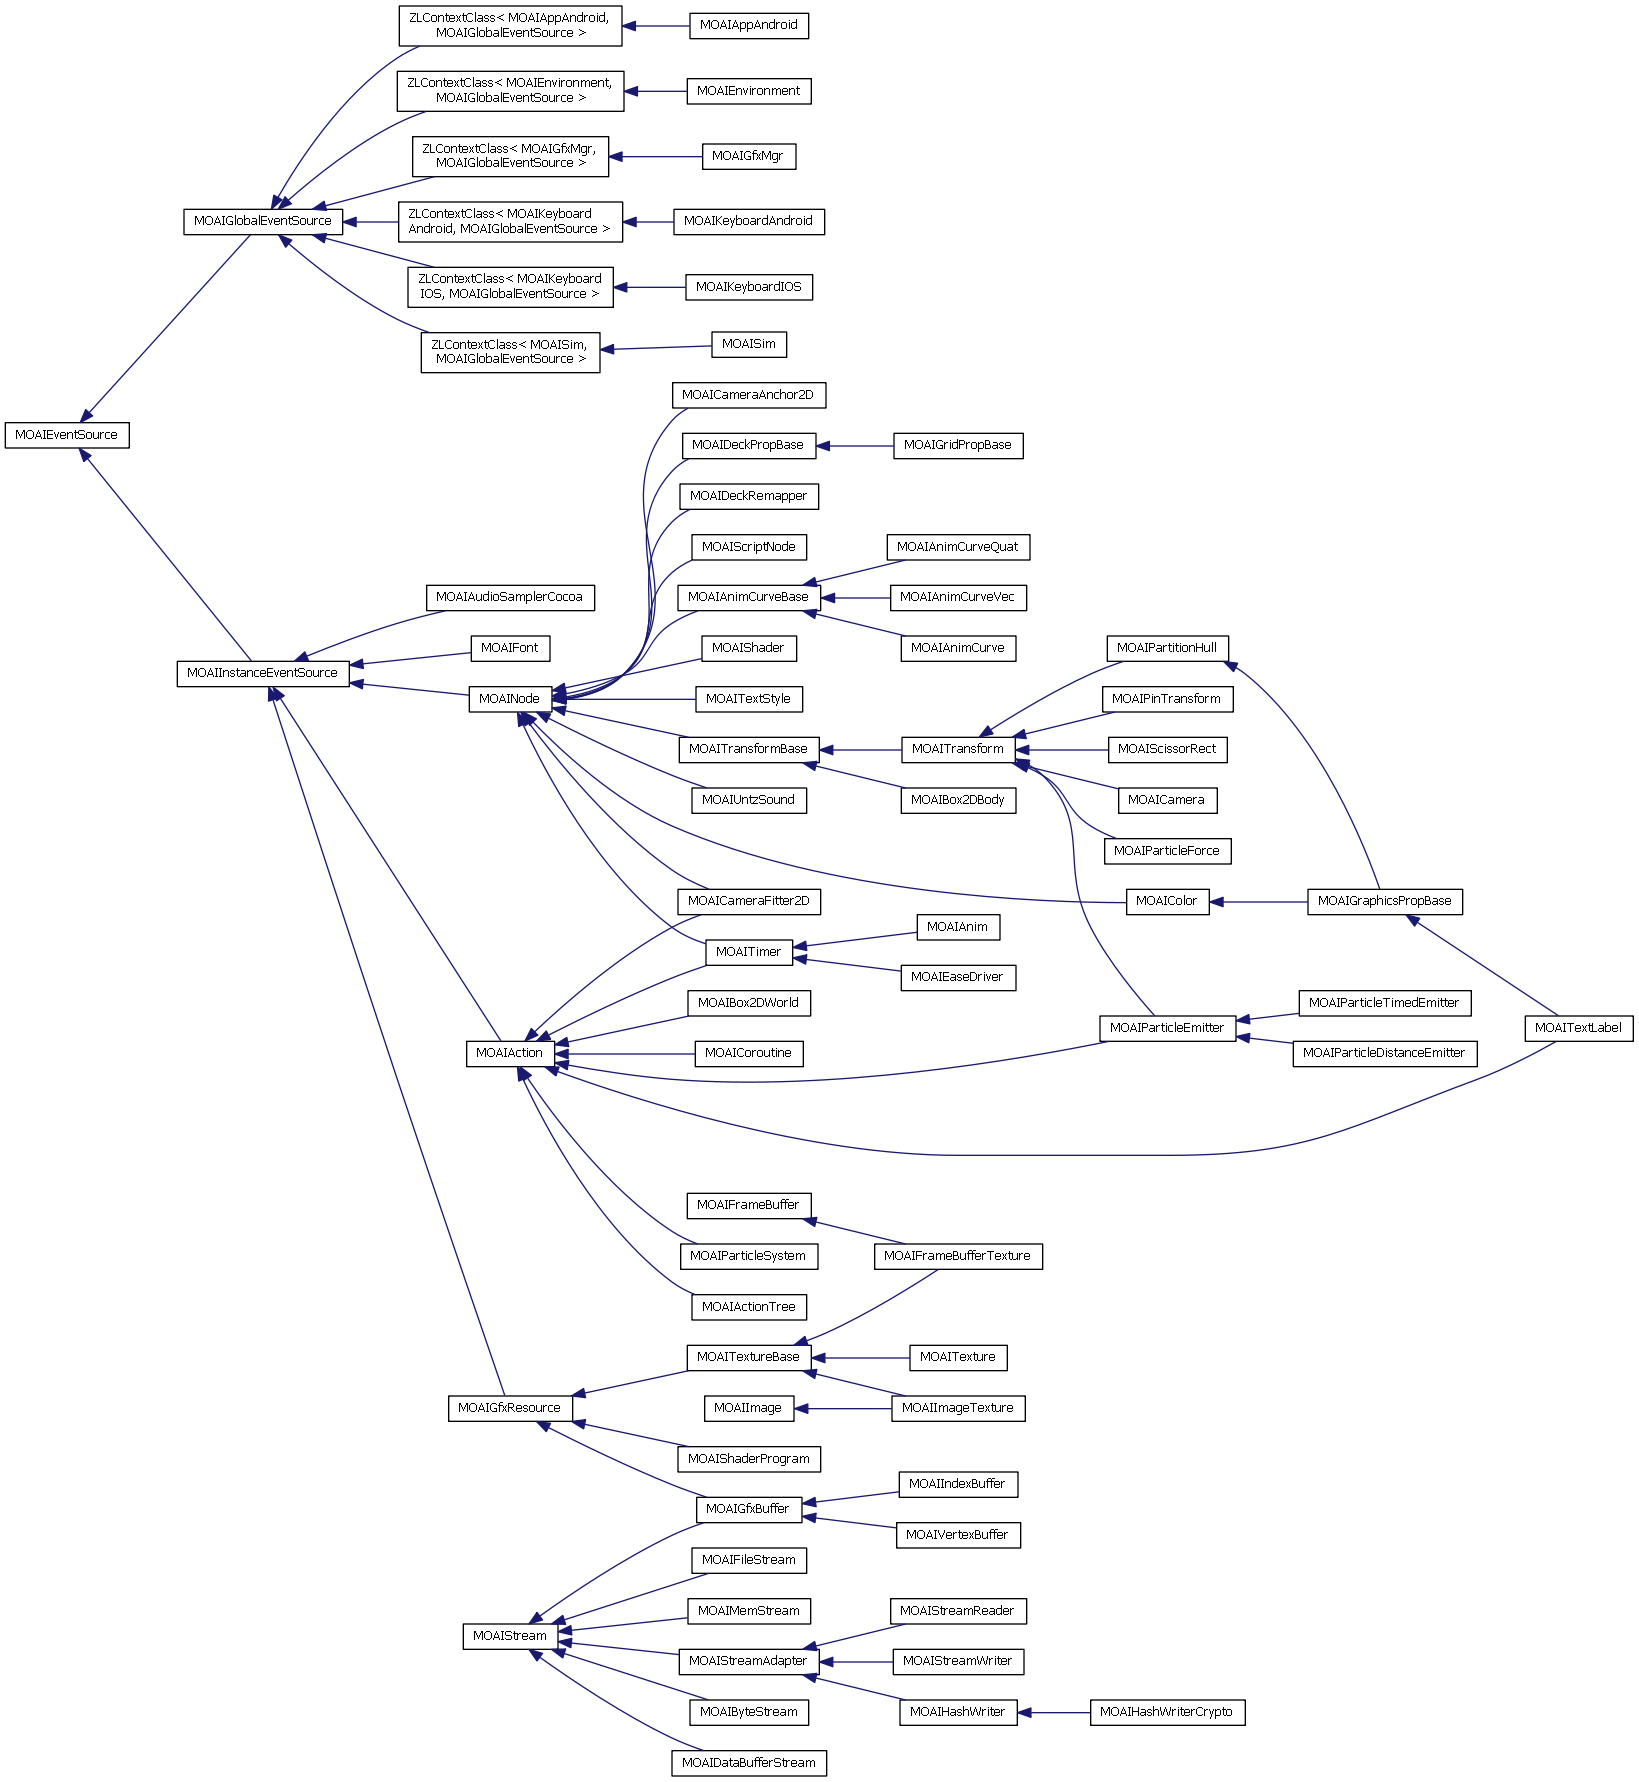 ZLContextClass< MOAIAppAndroid,
MOAIGlobalEventSource >
MOAIAppAndroid
ZLContextClass< MOAIEnvironment,
MOAIGlobalEventSource >
MOAIEnvironment
ZLContextClass< MOAIGfxMgr,
MOAIGlobalEventSource >
MOAIGfxMgr
MOAIGlobalEventSource
ZLContextClass< MOAIKeyboard
Android, MOAIGlobalEventSource >
MOAIKeyboardAndroid
ZLContextClass< MOAIKeyboard
IOS, MOAIGlobalEventSource >
MOAIKeyboardIOS
ZLContextClass< MOAISim,
MOAIGlobalEventSource >
MOAISim
MOAICameraAnchor2D
MOAIEventSource
MOAIDeckPropBase
MOAIGridPropBase
MOAIDeckRemapper
MOAIScriptNode
MOAIAnimCurveQuat
MOAIAudioSamplerCocoa
MOAIAnimCurveBase
MOAIAnimCurveVec
MOAIFont
MOAIShader
MOAIAnimCurve
MOAIPartitionHull
MOAIInstanceEventSource
MOAINode
MOAITextStyle
MOAIPinTransform
MOAITransformBase
MOAITransform
MOAIScissorRect
MOAIUntzSound
MOAIBox2DBody
MOAICamera
MOAIParticleForce
MOAICameraFitter2D
MOAIColor
MOAIGraphicsPropBase
MOAITimer
MOAIAnim
MOAIEaseDriver
MOAIBox2DWorld
MOAIParticleTimedEmitter
MOAIParticleEmitter
MOAITextLabel
MOAIAction
MOAICoroutine
MOAIParticleDistanceEmitter
MOAIFrameBuffer
MOAIParticleSystem
MOAIFrameBufferTexture
MOAIActionTree
MOAITextureBase
MOAITexture
MOAIGfxResource
MOAIImage
MOAIImageTexture
MOAIShaderProgram
MOAIIndexBuffer
MOAIGfxBuffer
MOAIVertexBuffer
MOAIFileStream
MOAIMemStream
MOAIStreamReader
MOAIStream
MOAIStreamAdapter
MOAIStreamWriter
MOAIByteStream
MOAIHashWriter
MOAIHashWriterCrypto
MOAIDataBufferStream